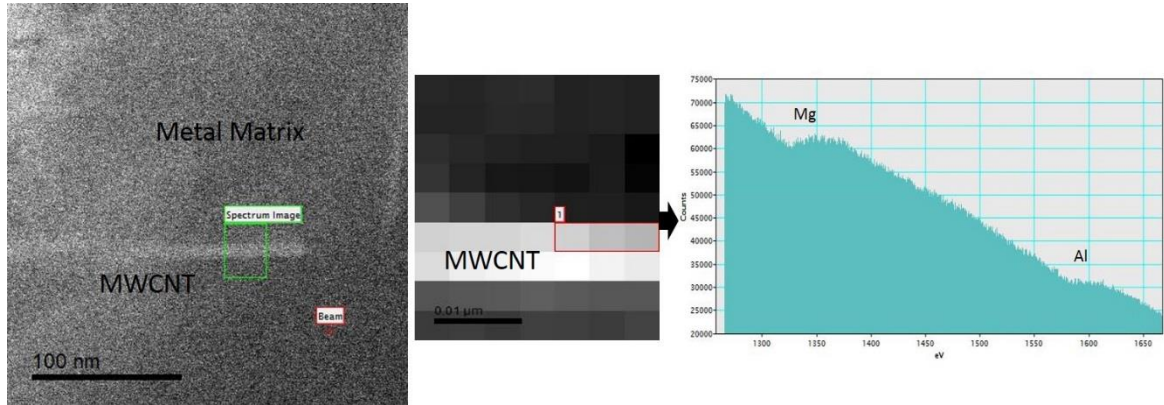 Metal Matrix
Spectrum Image
MWCNT
Beam
100 nm
1
MWCNT
0.01 µm
75000
70000
65000
60000
55000
50000
45000
40000
35000
30000
25000
20000
Counts
Mg
Al
1300 1350 1400 1450 1500 1550 1600 1650
eV